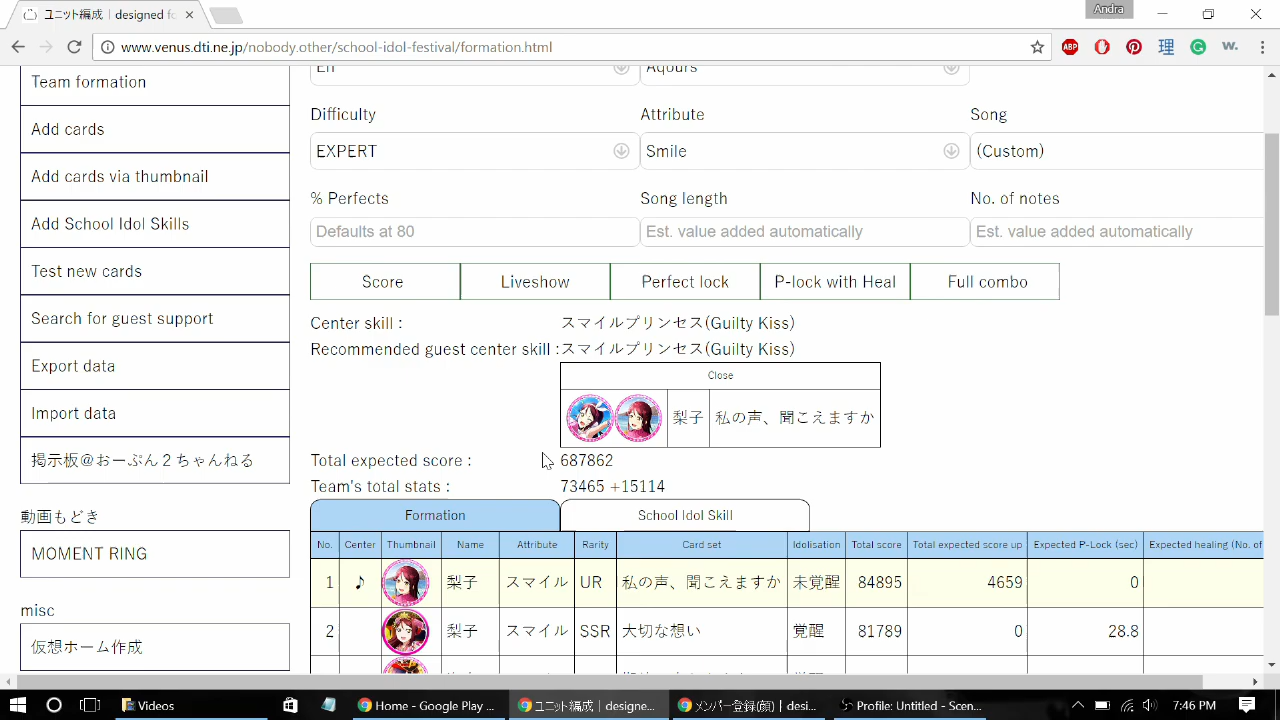 ユニット編成 | designed fo
Andra
www.venus.dti.ne.jp/nobody.other/school-idol-festival/formation.html
Team formation
Add cards
Add cards via thumbnail
Add School Idol Skills
Test new cards
Search for guest support
Export data
Import data
掲示板@おーぷん2ちゃんねる
動画もどき
MOMENT RING
misc
仮想ホーム作成
Aqours
Difficulty
Attribute
Song
EXPERT
Smile
(Custom)
% Perfects
Song length
No. of notes
Defaults at 80
Est. value added automatically
Est. value added automatically
Score
Liveshow
Perfect lock
P-lock with Heal
Full combo
Center skill :
スマイルプリンセス(Guilty Kiss)
Recommended guest center skill :スマイルプリンセス(Guilty Kiss)
Close
梨子 私の声、聞こえますか
Total expected score : 687862
Team's total stats : 73465 +15114
Formation
School Idol Skill
No. Center Thumbnail Name Attribute Rarity Card set Idolisation Total score Total expected score up Expected P-Lock (sec) Expected healing (No. of
1 ♪ 梨子 スマイル UR 私の声、聞こえますか 未覚醒 84895 4659 0
2 梨子 スマイル SSR 大切な想い 覚醒 81789 0 28.8
Videos
Home - Google Play ...
ユニット編成 | designe...
メンバー登録(顔) | desi...
Profile: Untitled - Scen...
7:46 PM